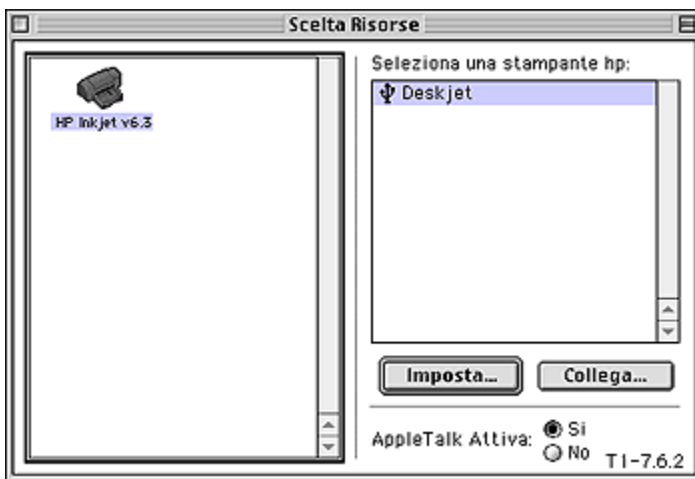 Scelta Risorse
HP Inkjet v6.3
Seleziona una stampante hp:
Deskjet
Imposta...
Collega...
AppleTalk Attiva:
Si
No
T1-7.6.2